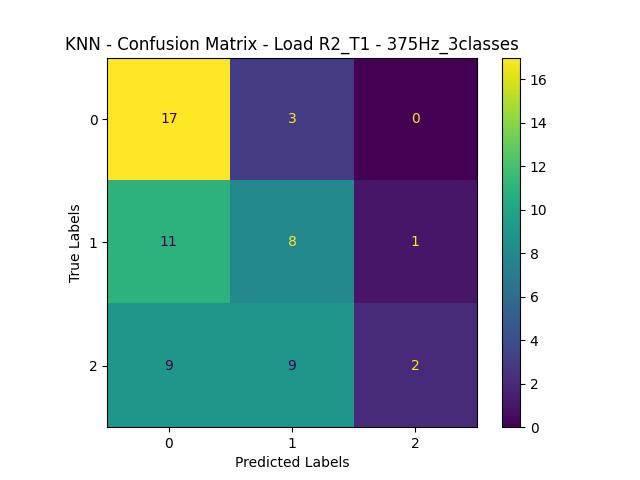 KNN - Confusion Matrix - Load R2_T1 - 375Hz_3classes
17 3 0
11 8 1
9 9 2
0
1
2
True Labels
0 1 2
Predicted Labels
16
14
12
10
8
6
4
2
0